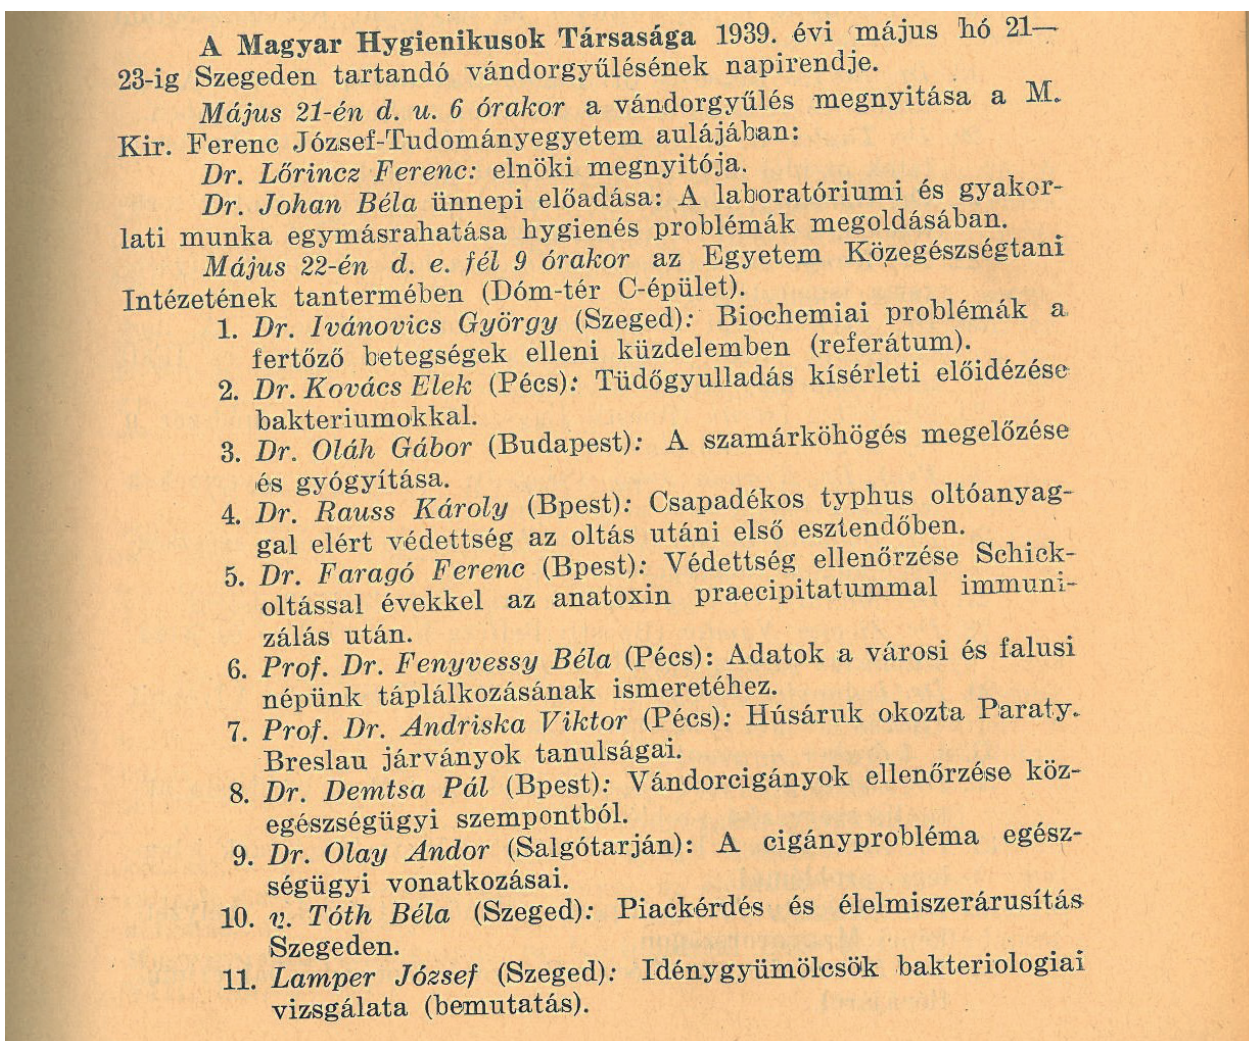 A Magyar Hygienikusok Társasága 1939. évi május hó 21—
23-ig Szegeden tartandó vándorgyűlésének napirendje.
Május 21-én d. u. 6 órakor a vándorgyűlés megnyitása a M.
Kir. Ferenc József-Tudományegyetem aulájában:
Dr. Lőrincz Ferenc: elnöki megnyitója.
Dr. Johan Béla ünnepi előadása: A laboratóriumi és gyakor-
lati munka egymásrahatása hygienés problémák megoldásában.
Május 22-én d. e. fél 9 órakor az Egyetem Közegészségtani
Intézetének tantermében (Dóm-tér C-épület).
1. Dr. Ivánovics György (Szeged): Biochemiai problémák a
fertőző betegségek elleni küzdelemben (referátum).
2. Dr. Kovács Elek (Pécs): Tüdőgyulladás kísérleti előidézése
bakteriumokkal.
3. Dr. Oláh Gábor (Budapest): A szamárköhögés megelőzése
és gyógyítása.
4. Dr. Rauss Károly (Bpest): Csapadékos typhus oltóanyag-
gal elért védettség az oltás utáni első esztendőben.
5. Dr. Faragó Ferenc (Bpest): Védettség ellenőrzése Schick-
oltással évekkel az anatoxin praecipitatummal immuni-
zálás után.
6. Prof. Dr. Fenyvessy Béla (Pécs): Adatok a városi és falusi
népünk táplálkozásának ismeretéhez.
7. Prof. Dr. Andriska Viktor (Pécs): Húsáruk okozta Paraty.
Breslau járványok tanulságai.
8. Dr. Demtsa Pál (Bpest): Vándorcigányok ellenőrzése köz-
egészségügyi szempontból.
9. Dr. Olay Andor (Salgótarján): A cigányprobléma egész-
ségügyi vonatkozásai.
10. v. Tóth Béla (Szeged): Piackérdés és élelmiszerárusítás
Szegeden.
11. Lamper József (Szeged): Idénygyümölcsök bakteriologiai
vizsgálata (bemutatás).